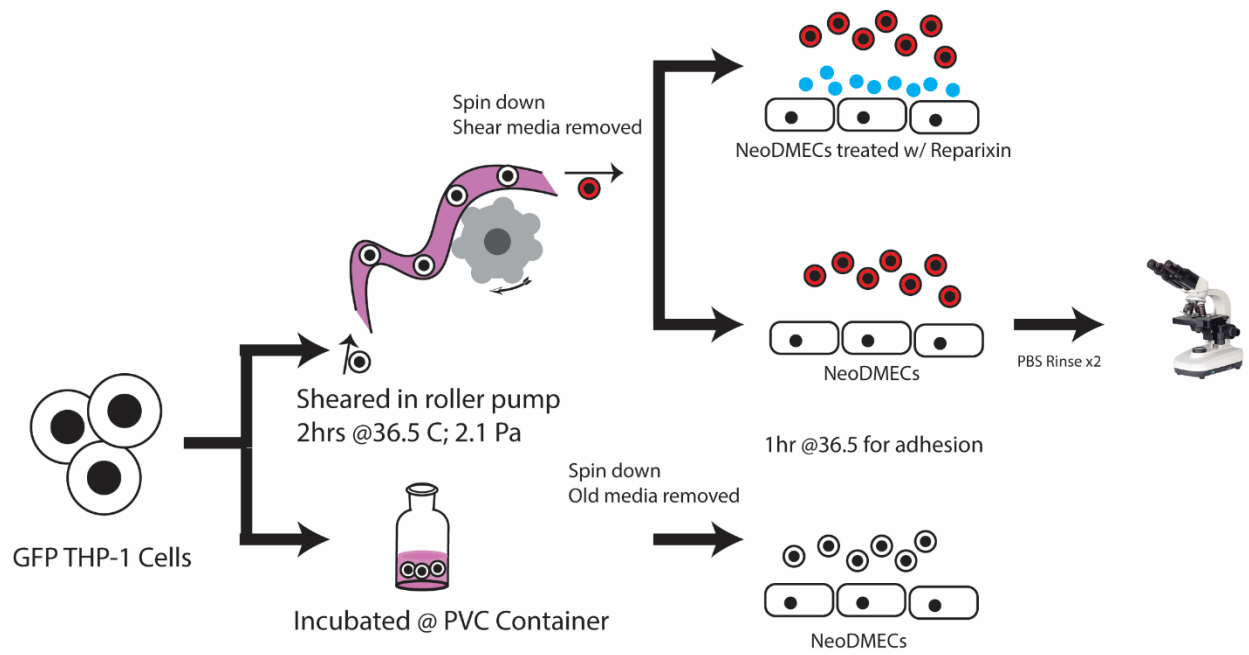 Spin down
Shear media removed
NeoDMECs treated w/ Reparixin
NeoDMECs
PBS Rinse x2
Sheared in roller pump
2hrs @36.5 C; 2.1 Pa
1hr @36.5 for adhesion
Spin down
Old media removed
GFP THP-1 Cells
Incubated @ PVC Container
NeoDMECs